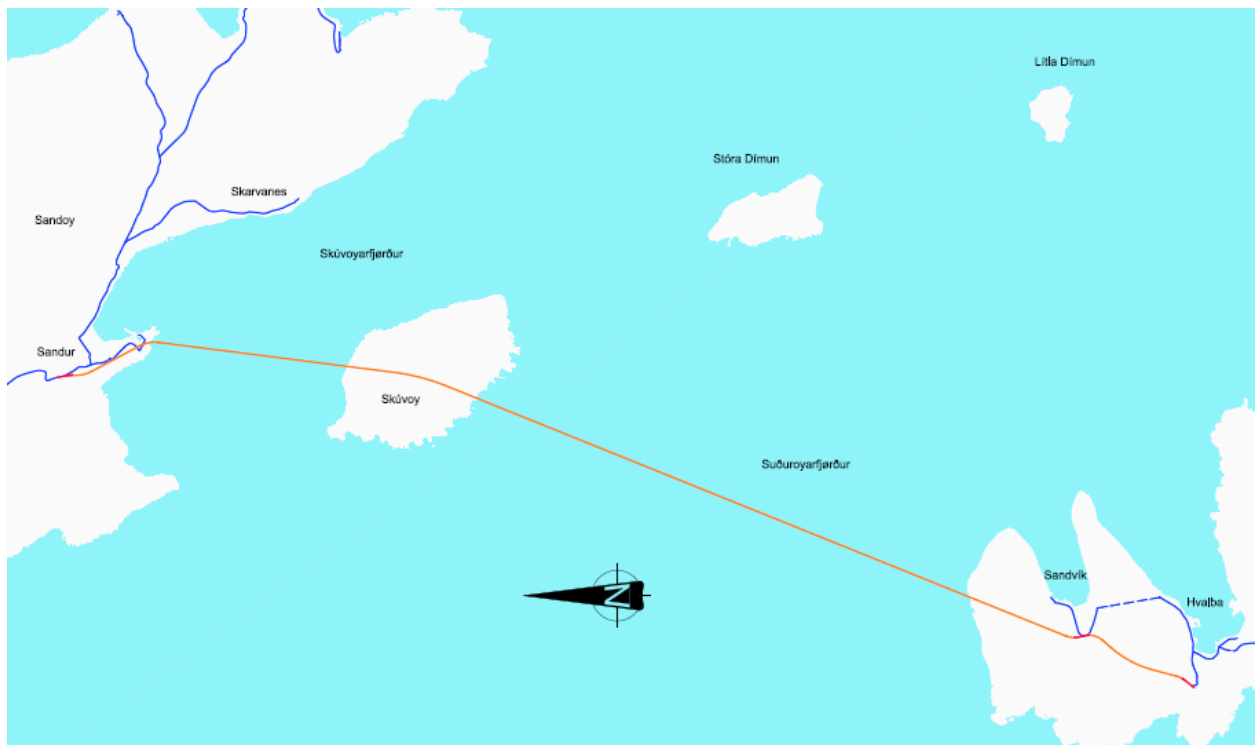 Lítla Dímun
Stóra Dímun
Skarvanes
Sandoy
Skúvoyarfjørður
Sandur
Skúvoy
Suðuroyarfjørður
Sandvík
N
Hvalba